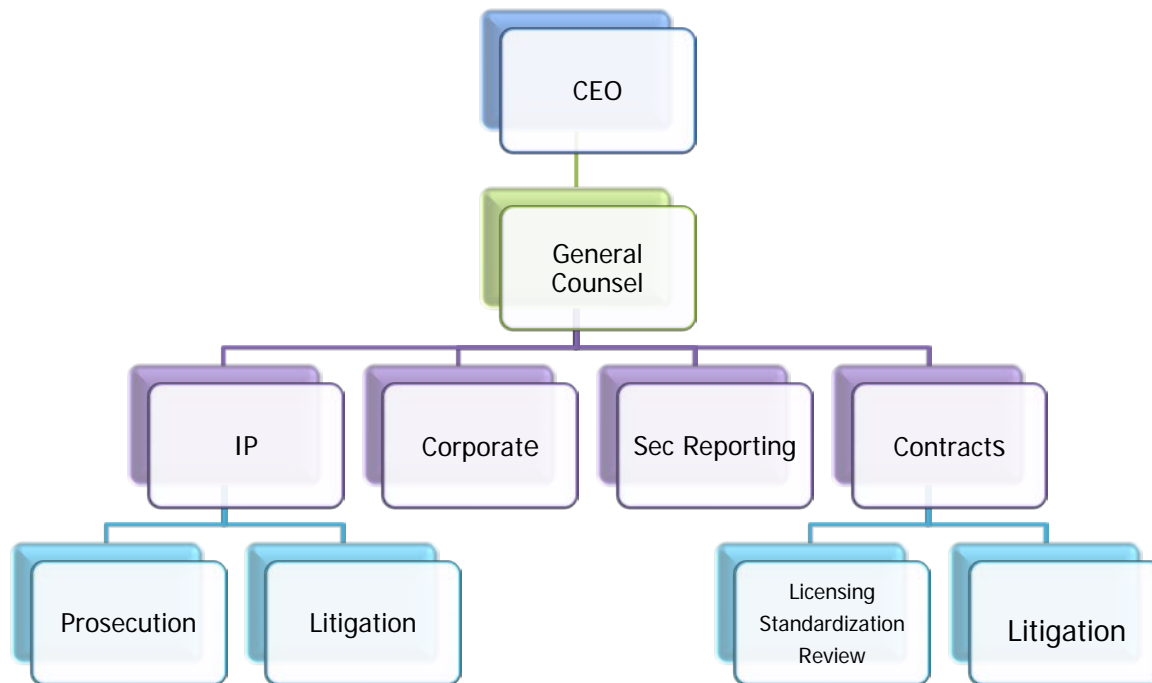 CEO
General
Counsel
IP
Corporate
Sec Reporting
Contracts
Prosecution
Litigation
Licensing
Standardization
Review
Litigation